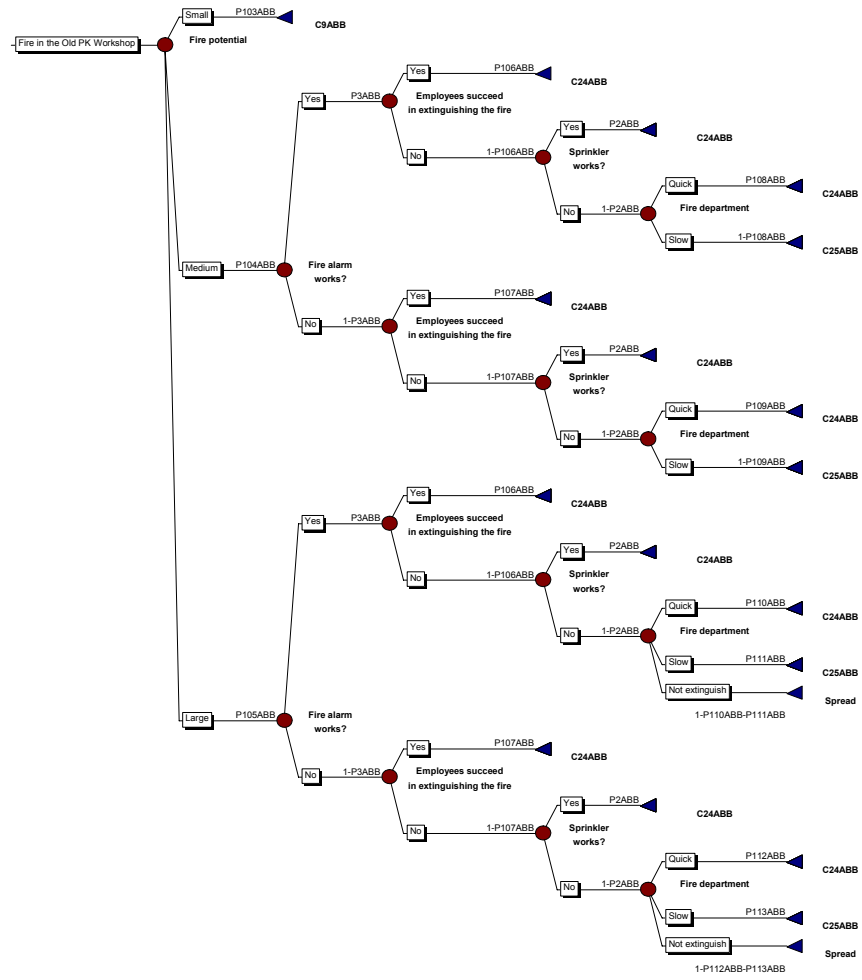 Small
P103ABB
C9ABB
Fire in the Old PK Workshop
Fire potential
Yes
P106ABB
C24ABB
Yes
P3ABB
Employees succeed
in extinguishing the fire
Yes
P2ABB
C24ABB
No
1-P106ABB
Sprinkler
works?
Quick
P108ABB
C24ABB
No
1-P2ABB
Fire department
Slow
1-P108ABB
C25ABB
Medium
P104ABB
Fire alarm
works?
Yes
P107ABB
C24ABB
No
1-P3ABB
Employees succeed
in extinguishing the fire
Yes
P2ABB
C24ABB
No
1-P107ABB
Sprinkler
works?
Quick
P109ABB
C24ABB
No
1-P2ABB
Fire department
Slow
1-P109ABB
C25ABB
Yes
P106ABB
C24ABB
Yes
P3ABB
Employees succeed
in extinguishing the fire
Yes
P2ABB
C24ABB
No
1-P106ABB
Sprinkler
works?
Quick
P110ABB
C24ABB
No
1-P2ABB
Fire department
Slow
P111ABB
C25ABB
Not extinguish
Spread
1-P110ABB-P111ABB
Large
P105ABB
Fire alarm
works?
Yes
P107ABB
C24ABB
No
1-P3ABB
Employees succeed
in extinguishing the fire
Yes
P2ABB
C24ABB
No
1-P107ABB
Sprinkler
works?
Quick
P112ABB
C24ABB
No
1-P2ABB
Fire department
Slow
P113ABB
C25ABB
Not extinguish
Spread
1-P112ABB-P113ABB